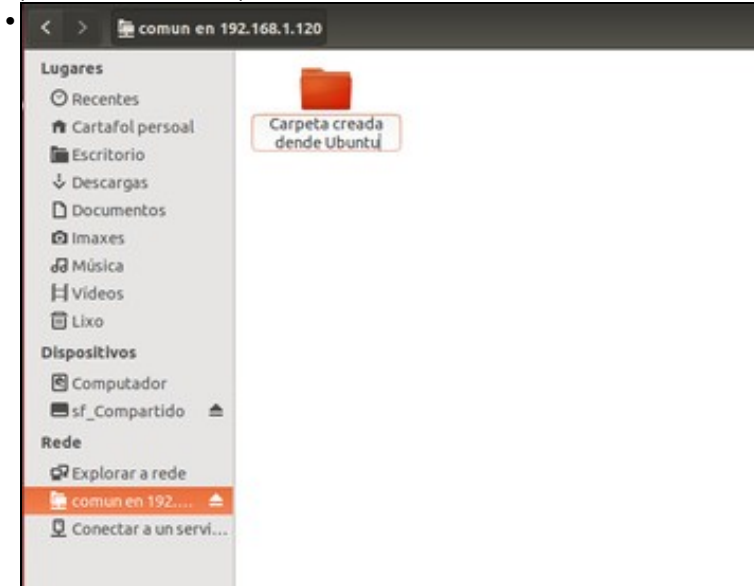 comun en 192.168.1.120
Lugares
Recentes
Cartafol persoal
Escritorio
Descargas
Documentos
Imaxes
Música
Vídeos
Lixo
Dispositivos
Computador
sf_Compartido
Rede
Explorar a rede
comun en 192....
Conectar a un servi...
Carpeta creada
dende Ubuntu